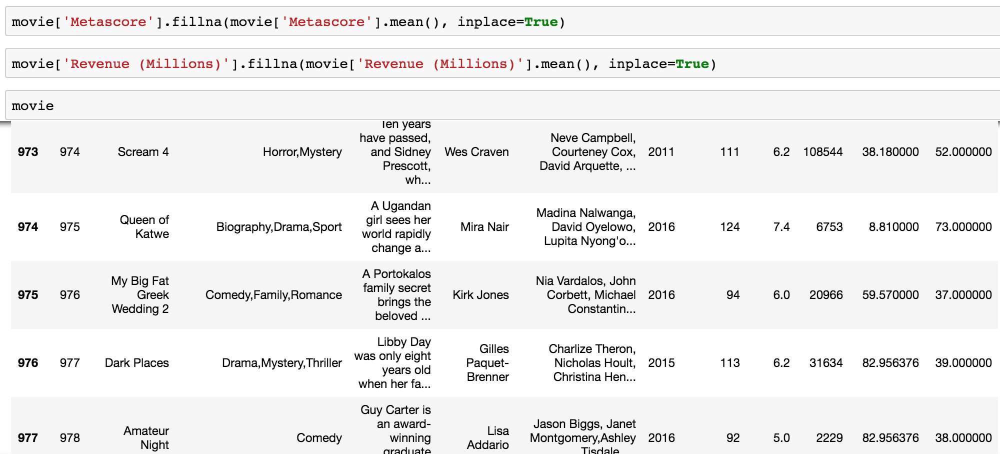 movie['Metascore'].fillna(movie['Metascore'].mean(), inplace=True)
movie['Revenue (Millions)'].fillna(movie['Revenue (Millions)'].mean(), inplace=True)
movie
973 974 Scream 4 Horror,Mystery Ten years have passed, and Sidney Prescott, wh... Wes Craven Neve Campbell, Courteney Cox, David Arquette, ... 2011 111 6.2 108544 38.180000 52.000000
974 975 Queen of Katwe Biography,Drama,Sport A Ugandan girl sees her world rapidly change a... Mira Nair Madina Nalwanga, David Oyelowo, Lupita Nyong'o... 2016 124 7.4 6753 8.810000 73.000000
975 976 My Big Fat Greek Wedding 2 Comedy,Family,Romance A Portokalos family secret brings the beloved ... Kirk Jones Nia Vardalos, John Corbett, Michael Constantin... 2016 94 6.0 20966 59.570000 37.000000
976 977 Dark Places Drama,Mystery,Thriller Libby Day was only eight years old when her fa... Gilles Paquet-Brenner Charlize Theron, Nicholas Hoult, Christina Hen... 2015 113 6.2 31634 82.956376 39.000000
977 978 Amateur Night Comedy Guy Carter is an award-winning graduate Lisa Addario Jason Biggs, Janet Montgomery,Ashley Tisdale 2016 92 5.0 2229 82.956376 38.000000